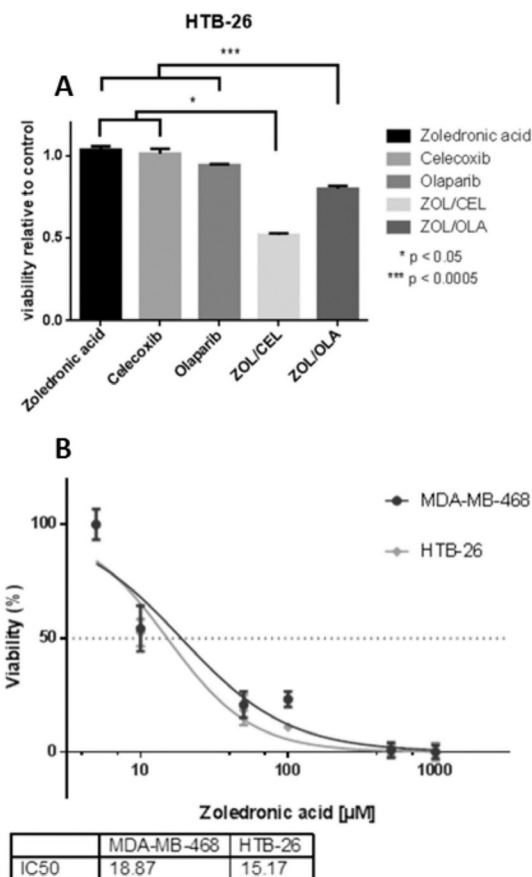 HTB-26
***
A
*
viability relative to control
1.0
0.5
0.0
Zoledronic acid
Celecoxib
Olaparib
ZOL/CEL
ZOL/OLA
Zoledronic acid
Celecoxib
Olaparib
ZOL/CEL
ZOL/OLA
* p < 0.05
*** p < 0.0005
B
Viability (%)
100
50
0
MDA-MB-468
HTB-26
10
100
1000
Zoledronic acid [µM]
MDA-MB-468 HTB-26
IC50 18.87 15.17